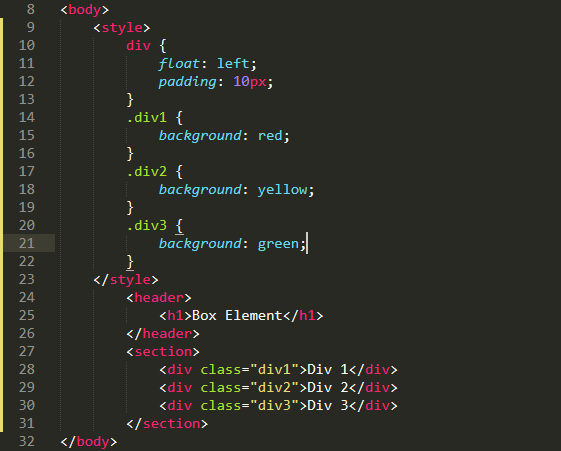 8 <body>
9 <style>
10 div {
11 float: left;
12 padding: 10px;
13 }
14 .div1 {
15 background: red;
16 }
17 .div2 {
18 background: yellow;
19 }
20 .div3 {
21 background: green;
22 }
23 </style>
24 <header>
25 <h1>Box Element</h1>
26 </header>
27 <section>
28 <div class="div1">Div 1</div>
29 <div class="div2">Div 2</div>
30 <div class="div3">Div 3</div>
31 </section>
32 </body>